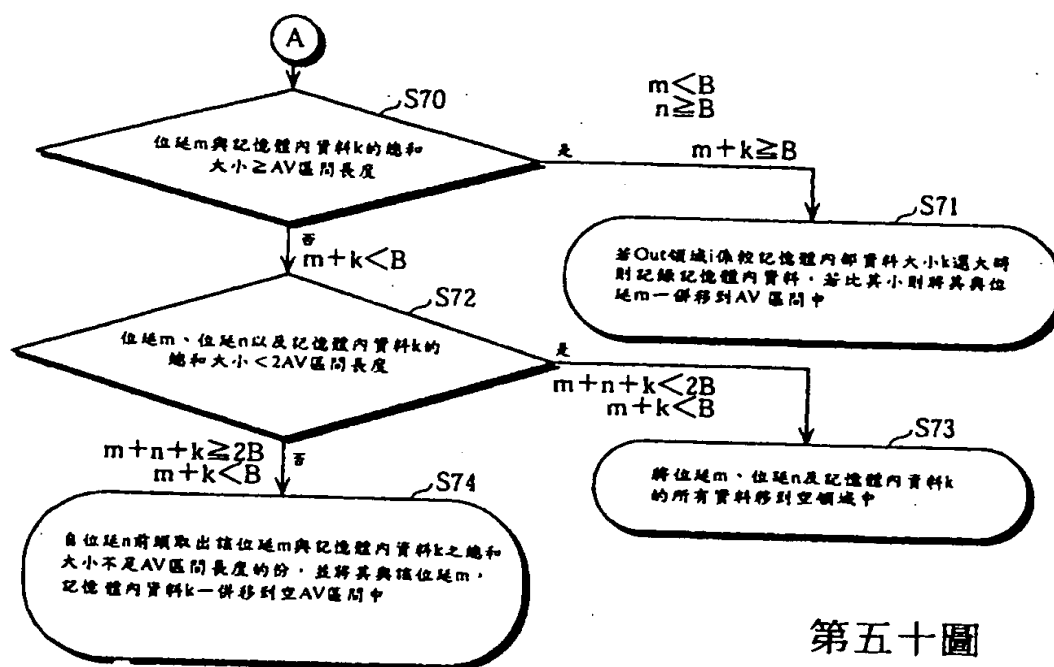 A
S70
位延m與記憶體內資料k的總和
大小≧AV區間長度
是
m<B
n≧B
m+k≧B
S71
若Out領域i係較記憶體內部資料大小k還大時
則記錄記憶體內資料，若比其小則將其與位
延m一併移到AV區間中
否
m+k<B
S72
位延m、位延n以及記憶體內資料k的
總和大小<2AV區間長度
是
m+n+k<2B
m+k<B
S73
將位延m、位延n及記憶體內資料k
的所有資料移到空領域中
m+n+k≧2B
m+k<B
否
S74
自位延n前頭取出該位延m與記憶體內資料k之總和
大小不足AV區間長度的份，並將其與該位延m，
記憶體內資料k一併移到空AV區間中
第五十圖